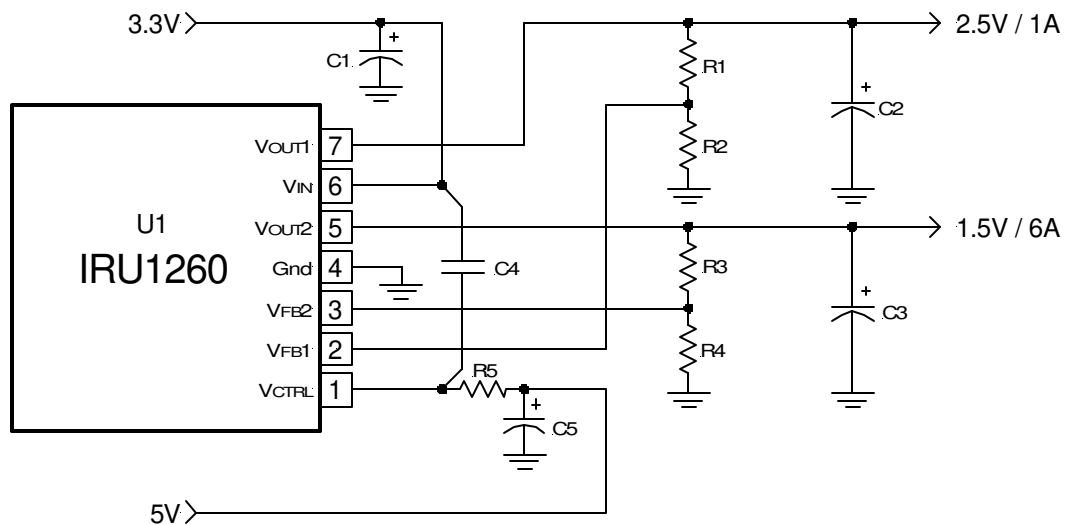 3.3V
2.5V / 1A
+
C1
R1
+
C2
VOUT1 7
R2
VIN 6
U1
VOUT2 5
1.5V / 6A
IRU1260
Gnd 4
C4
R3
+
VFB2 3
C3
VFB1 2
R4
VCTRL 1
R5
+
C5
5V